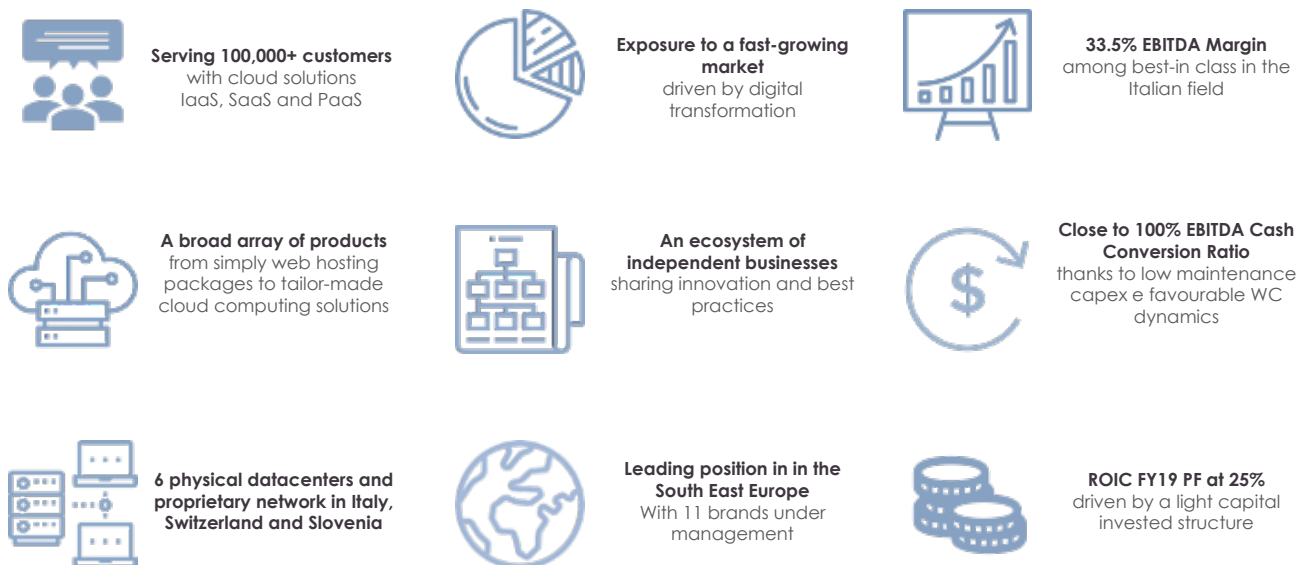 Serving 100,000+ customers
with cloud solutions
IaaS, SaaS and PaaS
Exposure to a fast-growing
market
driven by digital
transformation
33.5% EBITDA Margin
among best-in class in the
Italian field
A broad array of products
from simply web hosting
packages to tailor-made
cloud computing solutions
An ecosystem of
independent businesses
sharing innovation and best
practices
Close to 100% EBITDA Cash
Conversion Ratio
thanks to low maintenance
capex e favourable WC
dynamics
$
6 physical datacenters and
proprietary network in Italy,
Switzerland and Slovenia
Leading position in in the
South East Europe
With 11 brands under
management
ROIC FY19 PF at 25%
driven by a light capital
invested structure